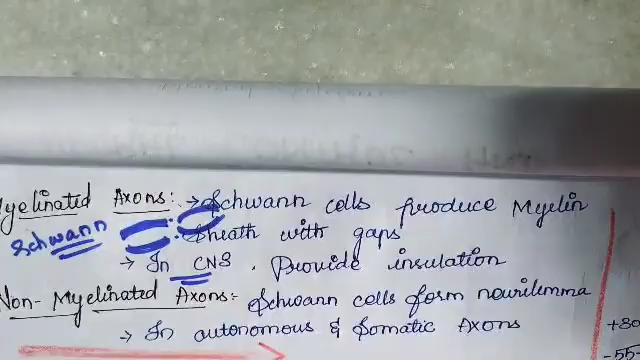 Myelinated Axons: → Schwann cells produce Myelin
Schwann sheath with gaps
→ In CNS. Provide insulation
Non-Myelinated Axons:- Schwann cells form neurilemma
→ In autonomous & Somatic Axons
+30
-55